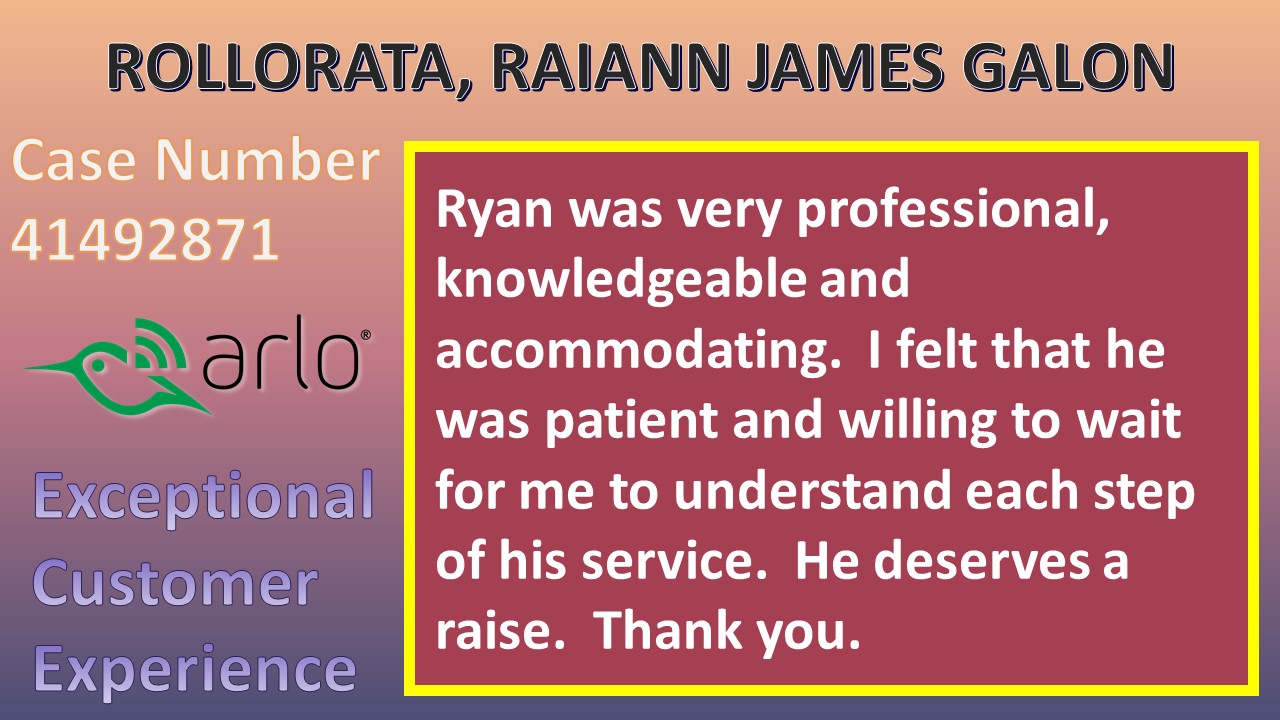 ROLLORATA, RAIANN JAMES GALON
Case Number
41492871
arlo®
Exceptional
Customer
Experience
Ryan was very professional,
knowledgeable and
accommodating.  I felt that he
was patient and willing to wait
for me to understand each step
of his service.  He deserves a
raise.  Thank you.